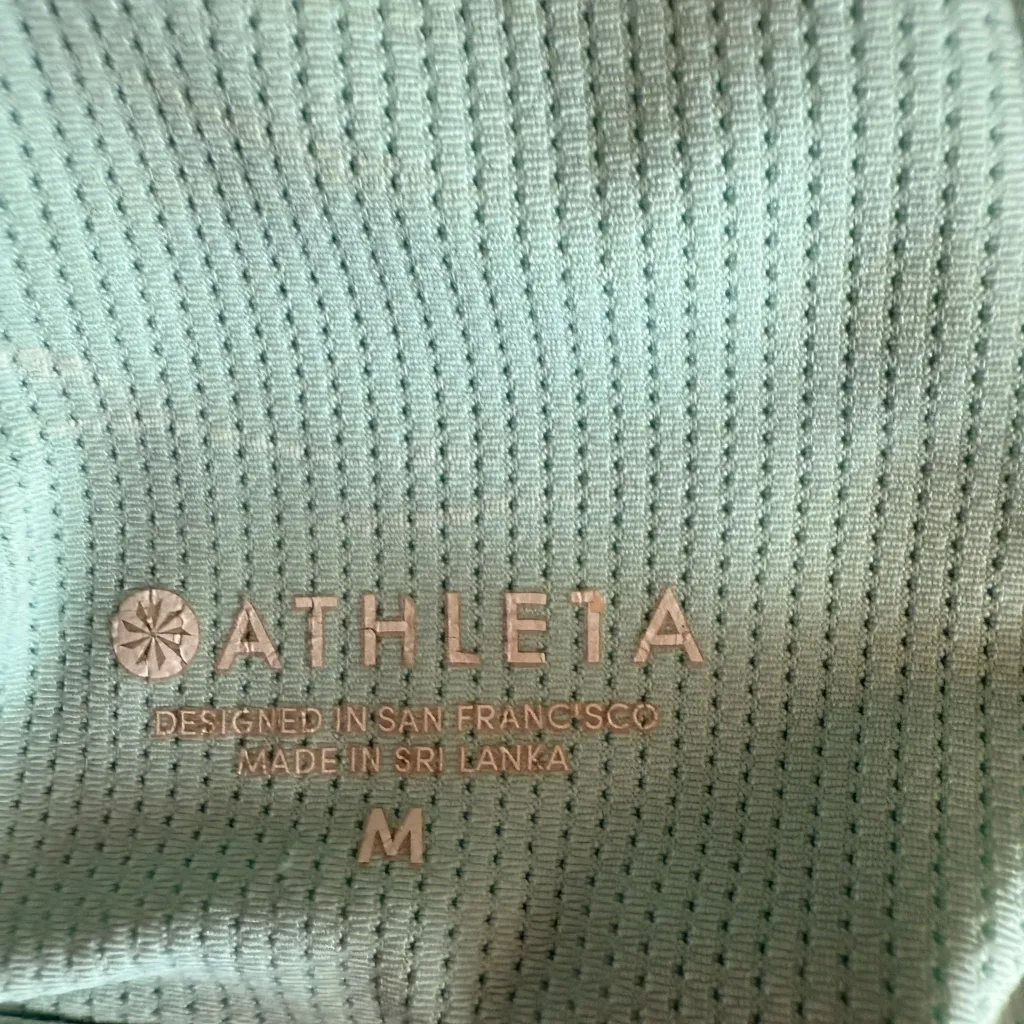 ATHLETA
DESIGNED IN SAN FRANCISCO
MADE IN SRI LANKA
M